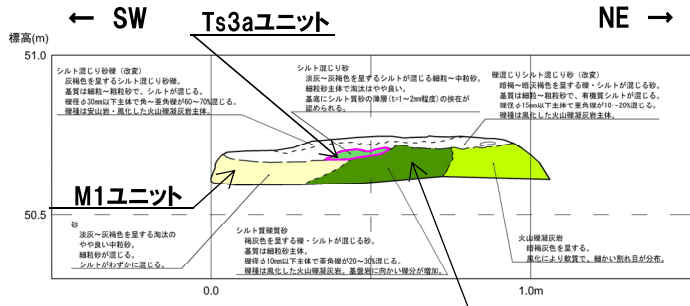 ← SW
Ts3aユニット
NE →
標高(m)
51.0
シルト混じり砂礫（改変）
灰褐色を呈するシルト混じり砂礫。
基質は細粒～粗粒砂で、シルトが混じる。
礫径φ30mm以下主体で角～亜角礫が60～70%混じる。
礫種は安山岩・風化した火山礫凝灰岩主体。
シルト混じり砂
淡灰～灰褐色を呈するシルトが混じる細粒～中粒砂。
細粒砂主体で淘汰はやや良い。
基底にシルト質砂の薄層(t=1～2mm程度)の挟在が
認められる。
礫混じりシルト混じり砂（改変）
暗褐～暗灰褐色を呈する礫・シルトが混じる砂。
基質は細粒～粗粒砂で、有機質シルトが混じる。
礫径φ15mm以下主体で亜角礫が10～20%混じる。
礫種は風化した火山礫凝灰岩主体。
M1ユニット
50.5
砂
淡灰～灰褐色を呈する淘汰の
やや良い中粒砂。
細粒砂が混じる。
シルトがわずかに混じる。
シルト質礫質砂
褐灰色を呈する礫・シルトが混じる砂。
基質は細粒砂主体。
礫径φ10mm以下主体で亜角礫が20～30%混じる。
礫種は風化した火山礫凝灰岩。基盤岩に向かい礫分が増加。
火山礫凝灰岩
暗灰褐色を呈する。
風化により軟質で、細かい割れ目が分布。
0.0
1.0m